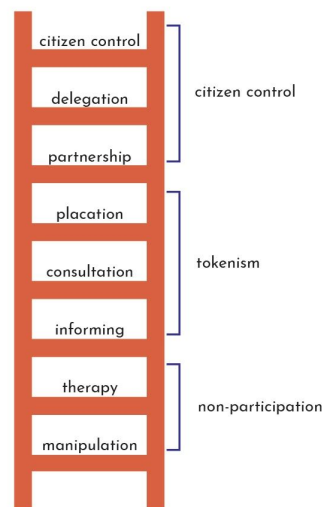 citizen control
delegation
partnership
citizen control
placation
consultation
informing
tokenism
therapy
manipulation
non-participation